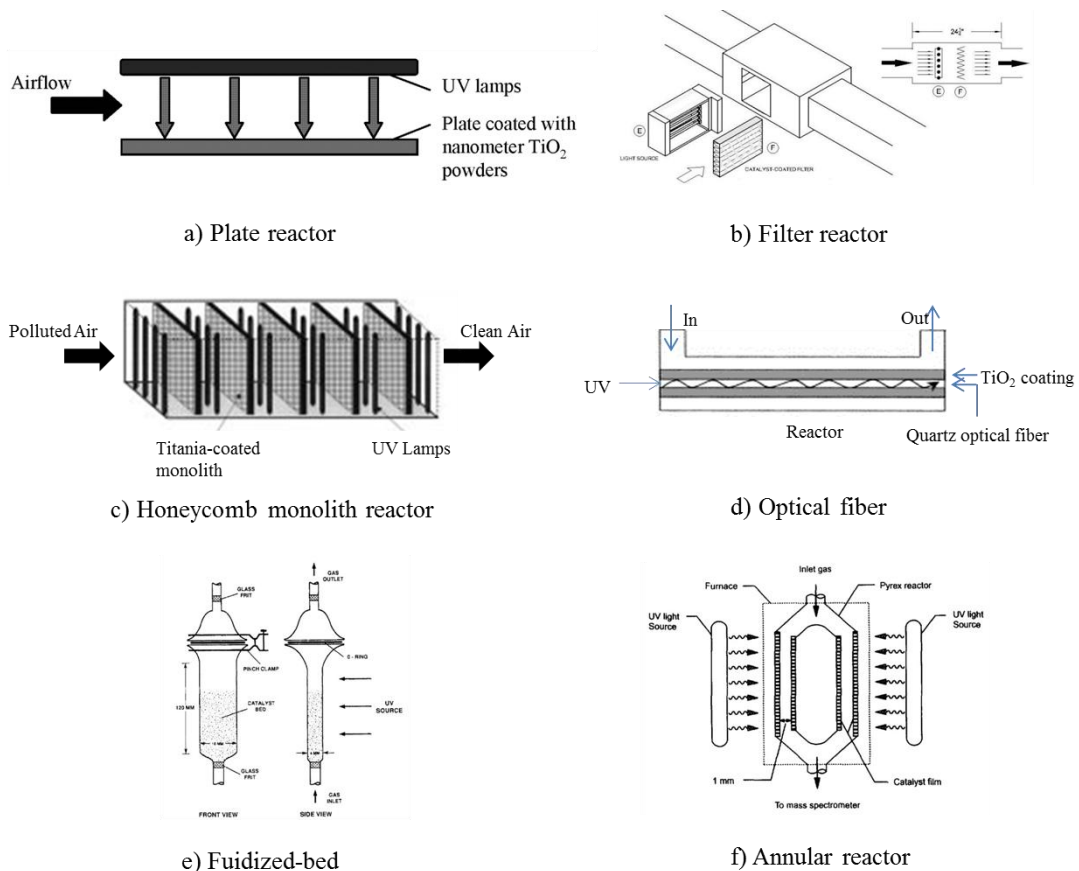 Airflow
UV lamps
Plate coated with
nanometer TiO₂
powders
a) Plate reactor
E
LIGHT SOURCE
F
CATALYST-COATED FILTER
E
F
b) Filter reactor
Polluted Air
Clean Air
Titania-coated
monolith
UV Lamps
c) Honeycomb monolith reactor
In
Out
UV
TiO₂ coating
Reactor
Quartz optical fiber
d) Optical fiber
GLASS
FRIT
PINCH CLAMP
120 MM
CATALYST
BED
GLASS
FRIT
FRONT VIEW
GAS
OUTLET
UV
SOURCE
GAS
INLET
SIDE VIEW
e) Fuidized-bed
Inlet gas
Furnace
Pyrex reactor
UV light
Source
UV light
Source
1 mm
Catalyst film
To mass spectrometer
f) Annular reactor